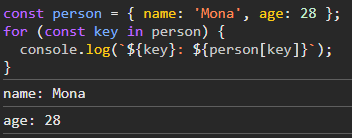 const person = { name: 'Mona', age: 28 };
for (const key in person) {
  console.log(`${key}: ${person[key]}`);
}
name: Mona
age: 28